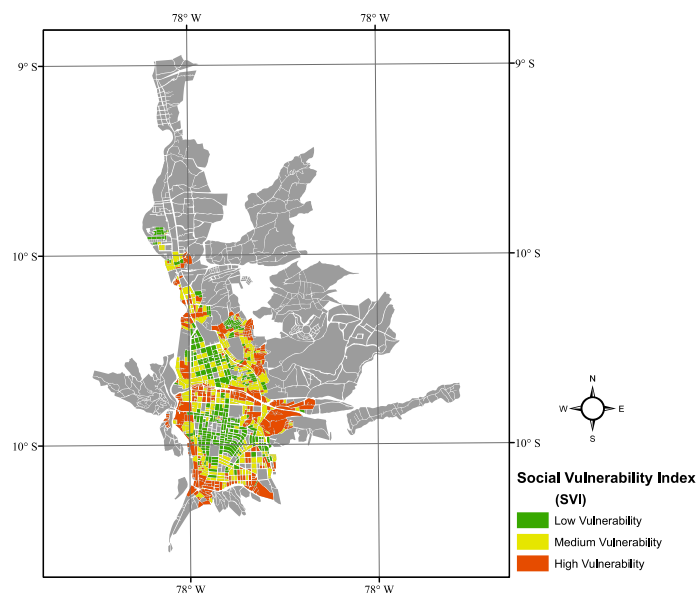 78° W 78° W
9° S 9° S
10° S 10° S
10° S 10° S
N
W E
S
Social Vulnerability Index
(SVI)
Low Vulnerability
Medium Vulnerability
High Vulnerability
78° W 78° W